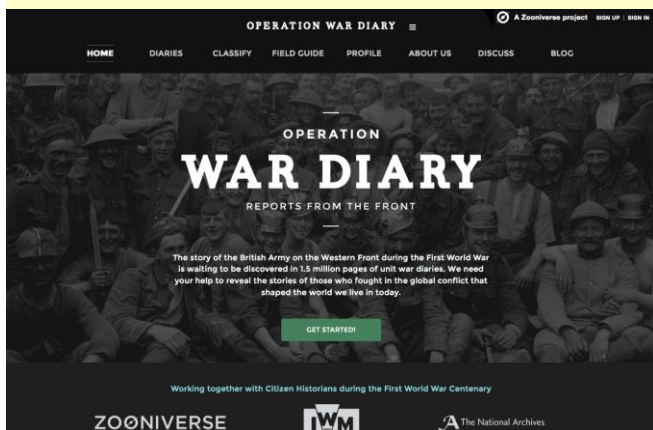 OPERATION WAR DIARY
A Zooniverse project SIGN UP | SIGN IN
HOME DIARIES CLASSIFY FIELD GUIDE PROFILE ABOUT US DISCUSS BLOG
OPERATION
WAR DIARY
REPORTS FROM THE FRONT
The story of the British Army on the Western Front during the First World War
is waiting to be discovered in 1.5 million pages of unit war diaries. We need
your help to reveal the stories of those who fought in the global conflict that
shaped the world we live in today.
GET STARTED!
Working together with Citizen Historians during the First World War Centenary
ZOONIVERSE IWM The National Archives